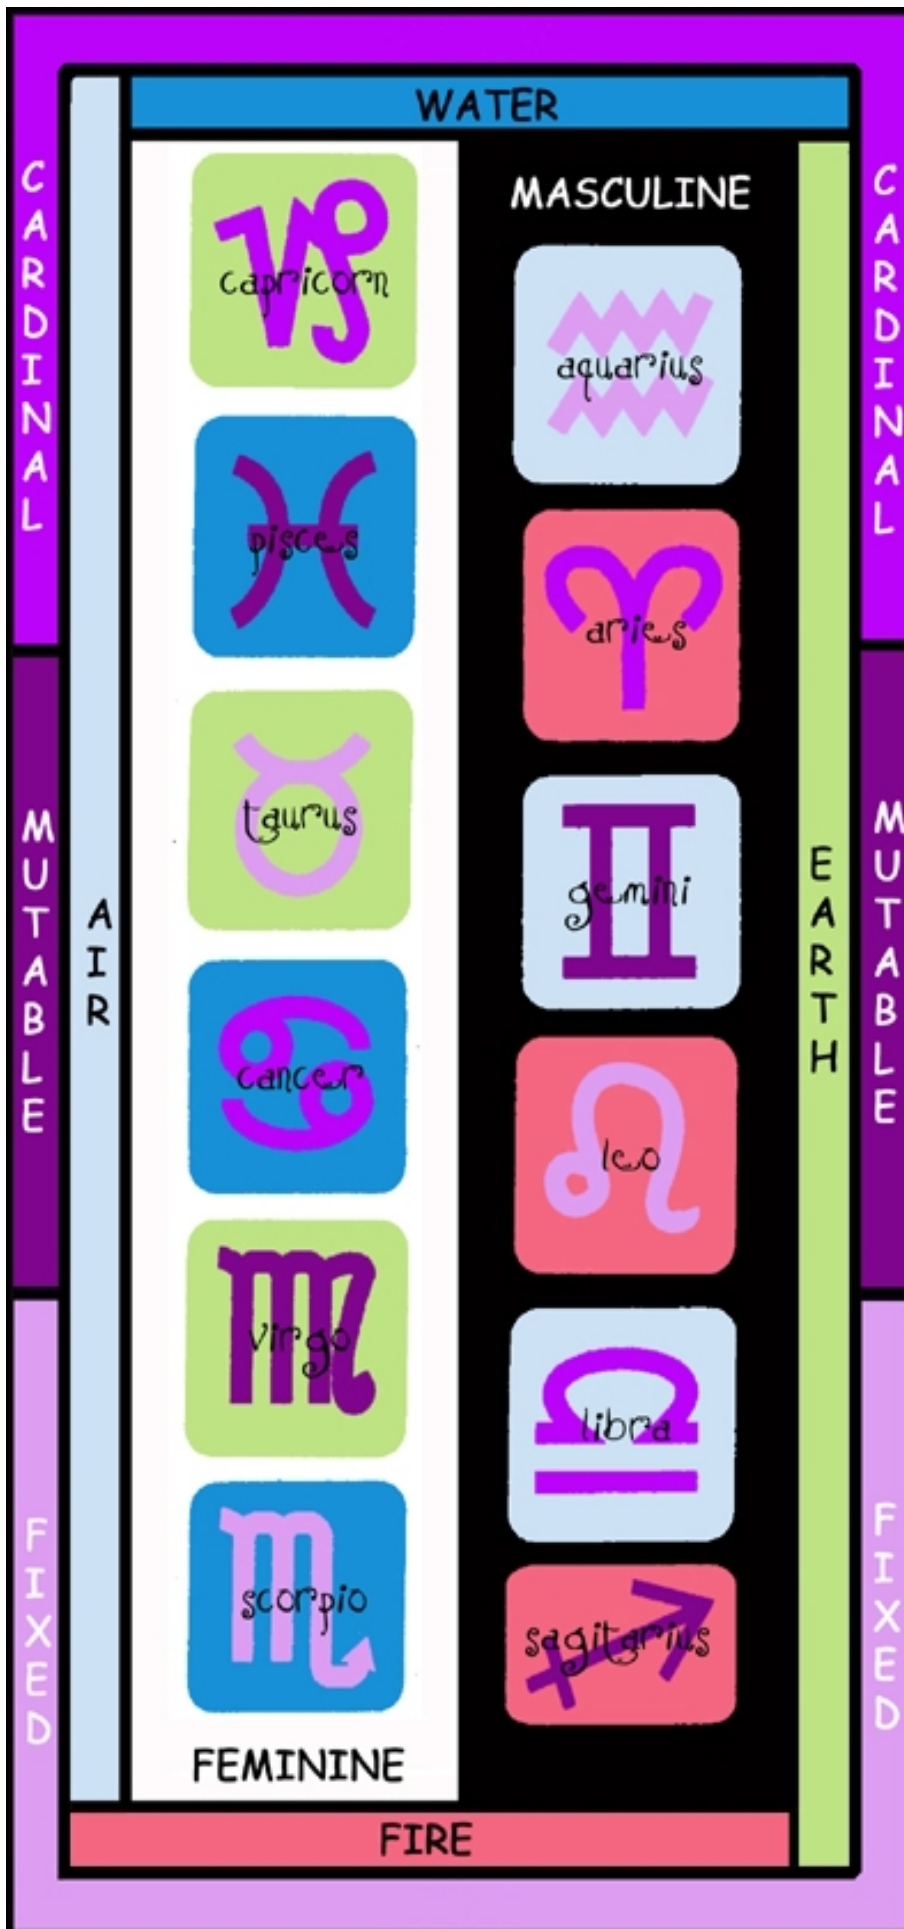 WATER
CARDINAL
MUTABLE
FIXED
AIR
capricorn
pisces
taurus
cancer
virgo
scorpio
FEMININE
MASCULINE
aquarius
aries
gemini
leo
libra
sagitarius
EARTH
CARDINAL
MUTABLE
FIXED
FIRE